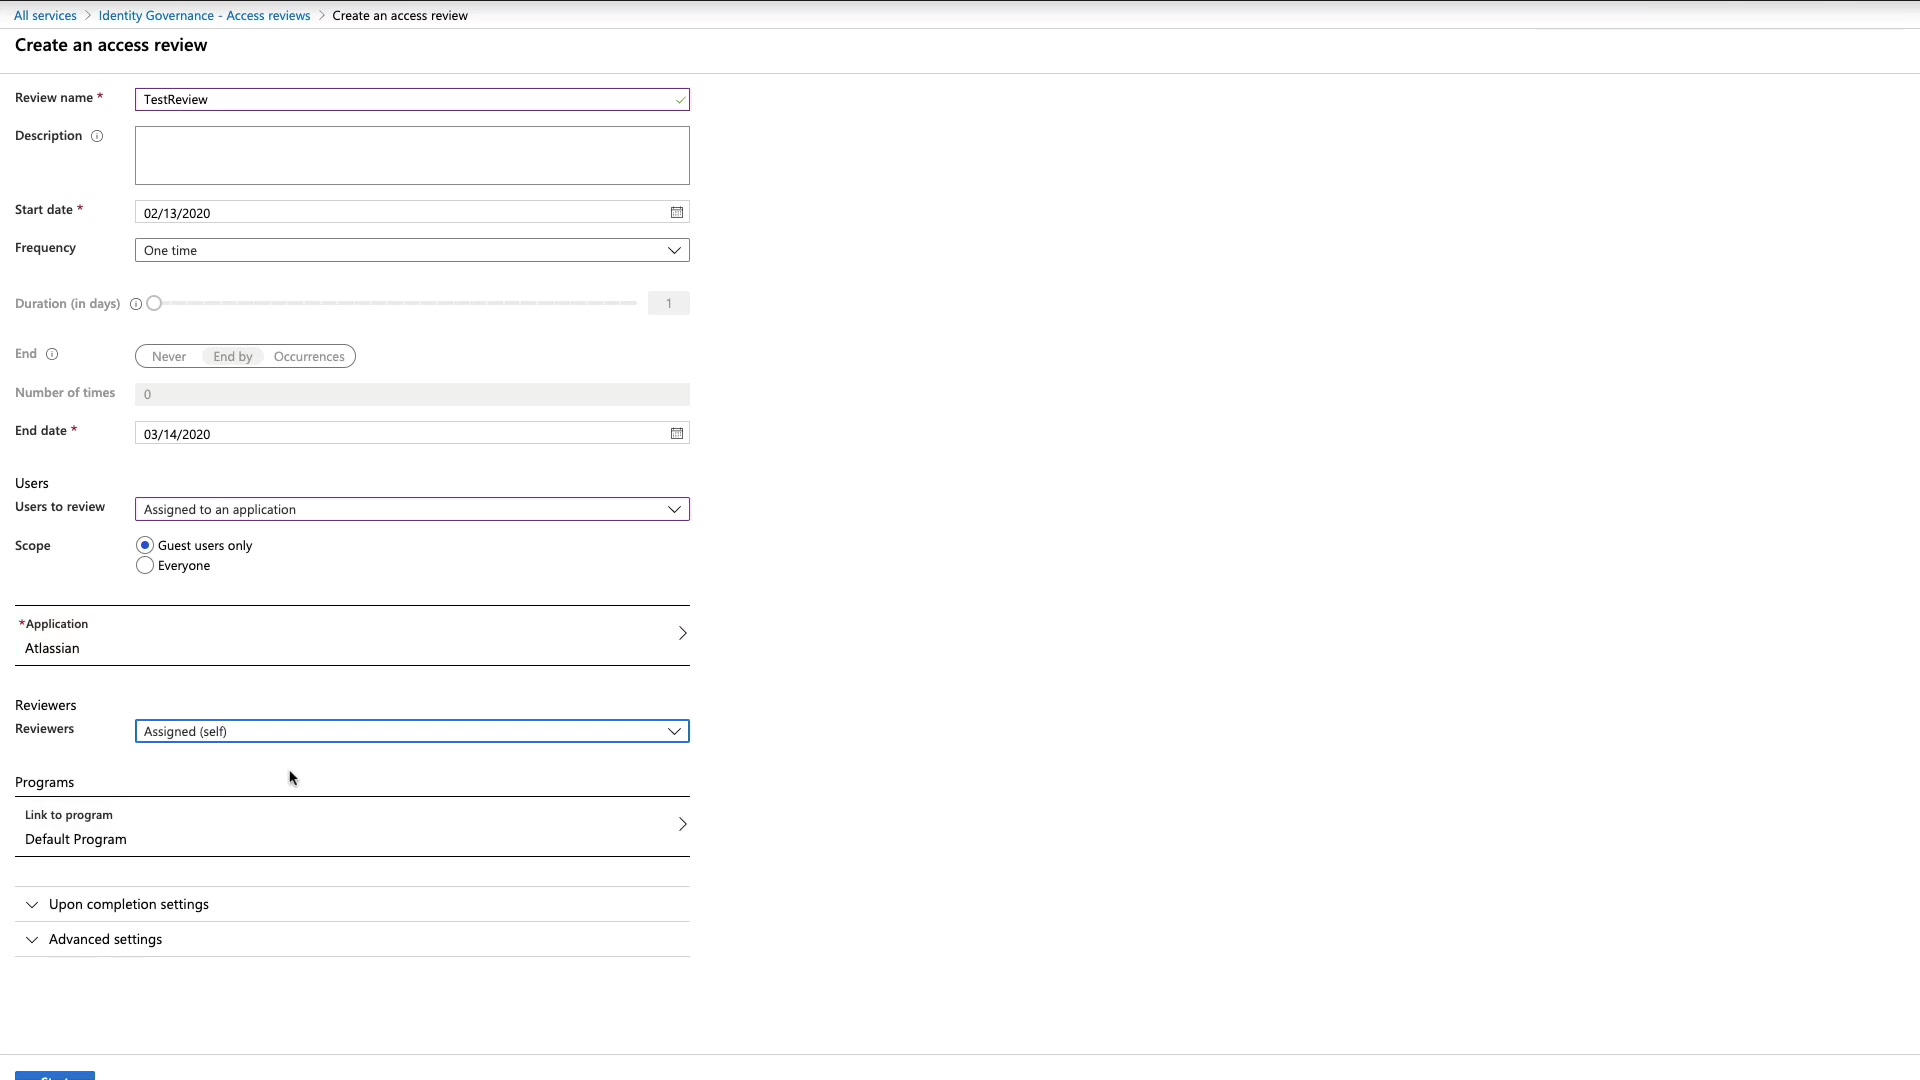 All services > Identity Governance - Access reviews > Create an access review
Create an access review
Review name *
TestReview
Description
Start date *
02/13/2020
Frequency
One time
Duration (in days)
1
End
Never End by Occurrences
Number of times
0
End date *
03/14/2020
Users
Users to review
Assigned to an application
Scope
Guest users only
Everyone
*Application
Atlassian
Reviewers
Reviewers
Assigned (self)
Programs
Link to program
Default Program
Upon completion settings
Advanced settings